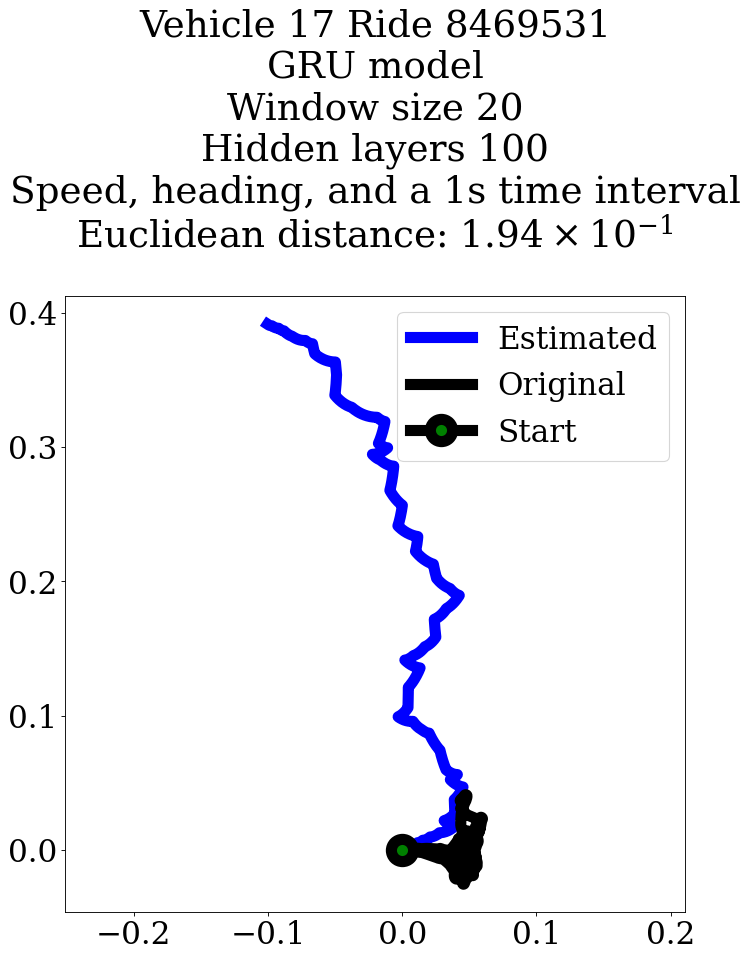 Vehicle 17 Ride 8469531
GRU model
Window size 20
Hidden layers 100
Speed, heading, and a 1s time interval
Euclidean distance: 1.94 × 10⁻¹
0.4
Estimated
Original
Start
0.3
0.2
0.1
0.0
−0.2 −0.1 0.0 0.1 0.2